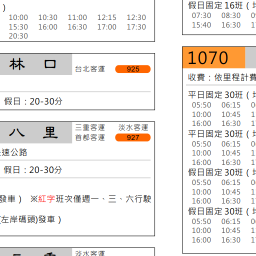 )
10:00 10:30 11:00 12:15 12:30
15:30 16:00 16:30 17:00 17:30
20:30
林 口
台北客運 925
假日：20-30分
八 里
三重客運 淡水客運
首都客運 927
速公路
假日：20-30分
發車) ※紅字班次僅週一、三、六行駛
(左岸碼頭)發車)
淡水客運
假日固定16班
07:30 08:30
15:40 16:30
1070
收費：依里程計費
平日固定30班
05:50 06:15
10:00 10:45
16:00 16:30
平日固定30班
05:50 06:15
10:00 10:45
16:00 16:30
假日固定30班
05:50 06:15
10:00 10:45
16:00 16:30
假日固定30班
05:50 06:15
10:00 10:45
16:00 16:30